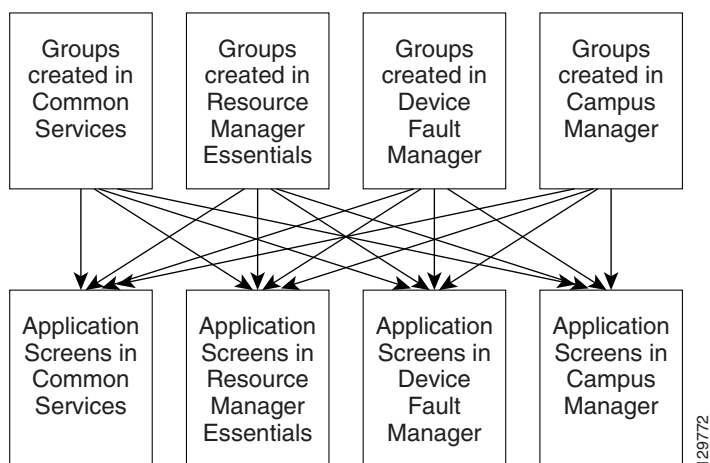 Groups
created in
Common
Services
Groups
created in
Resource
Manager
Essentials
Groups
created in
Device
Fault
Manager
Groups
created in
Campus
Manager
Application
Screens in
Common
Services
Application
Screens in
Resource
Manager
Essentials
Application
Screens in
Device
Fault
Manager
Application
Screens in
Campus
Manager
129772